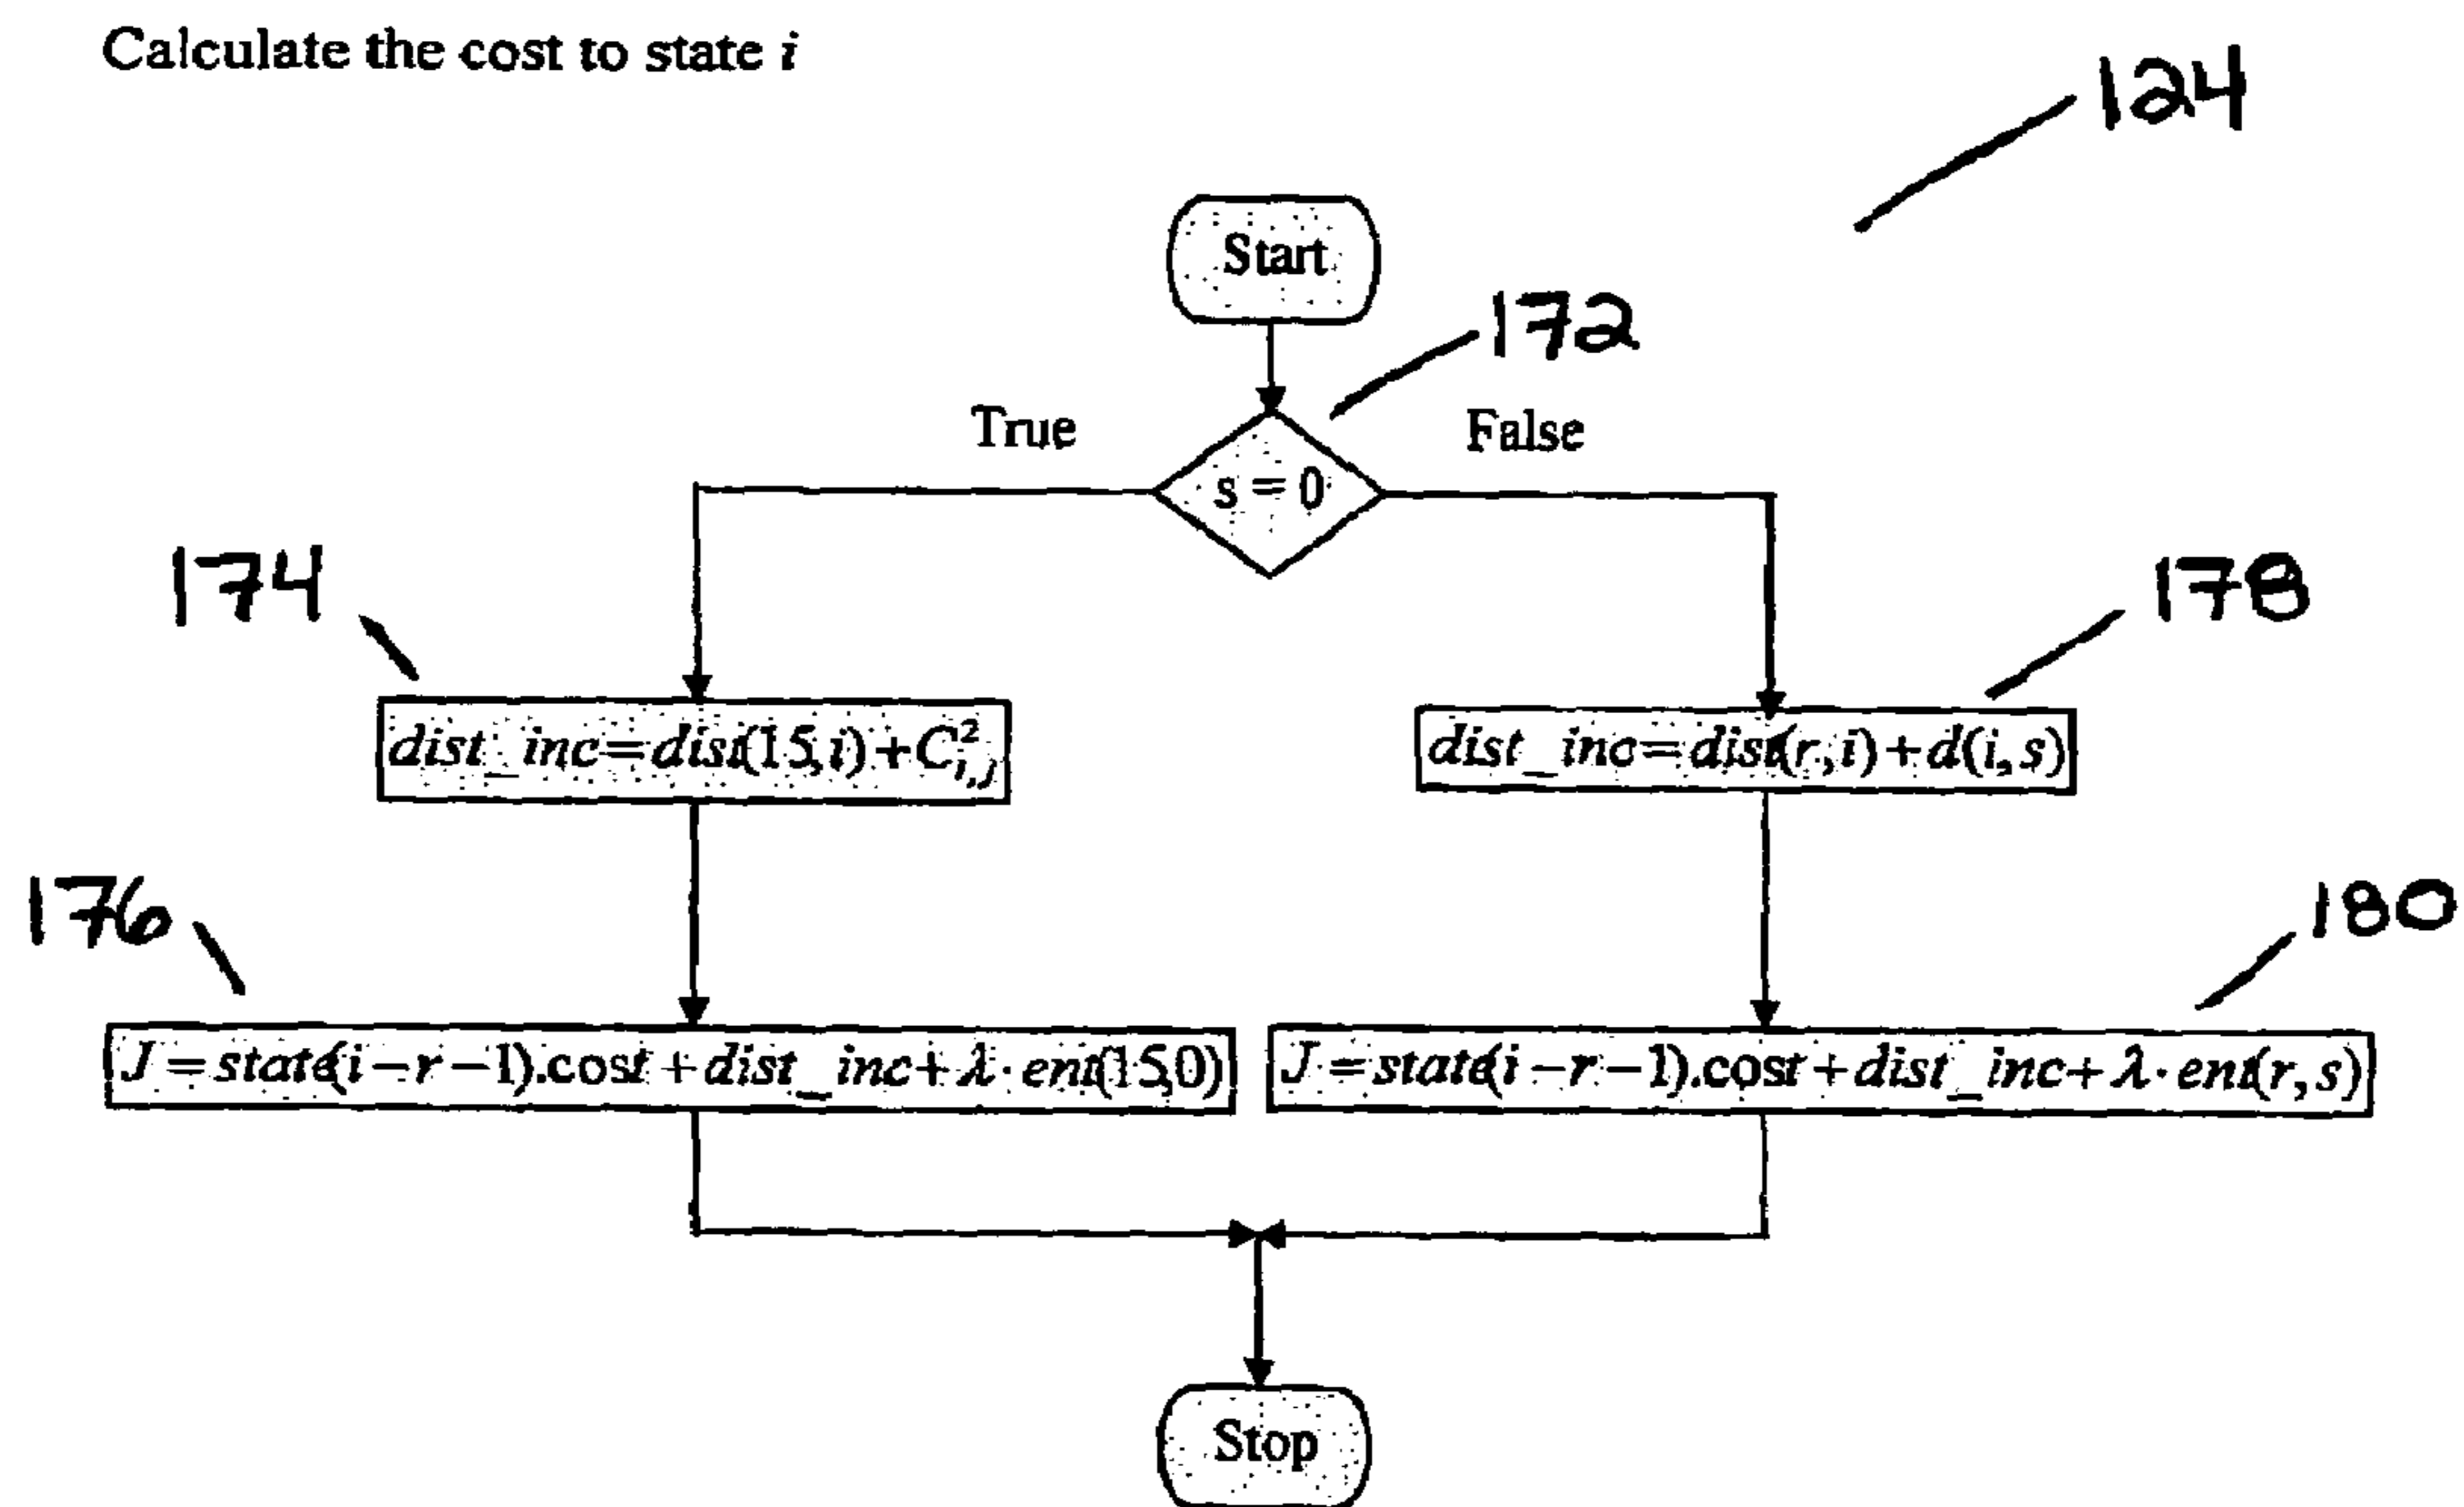 Calculate the cost to state i
124
Start
172
True
False
s = 0
174
178
dist_inc=dist(15,i)+C²i,j
dist_inc=dist(r,i)+d(i,s)
176
180
J=state(i-r-1).cost+dist_inc+λ·ent(15,0)
J=state(i-r-1).cost+dist_inc+λ·ent(r,s)
Stop